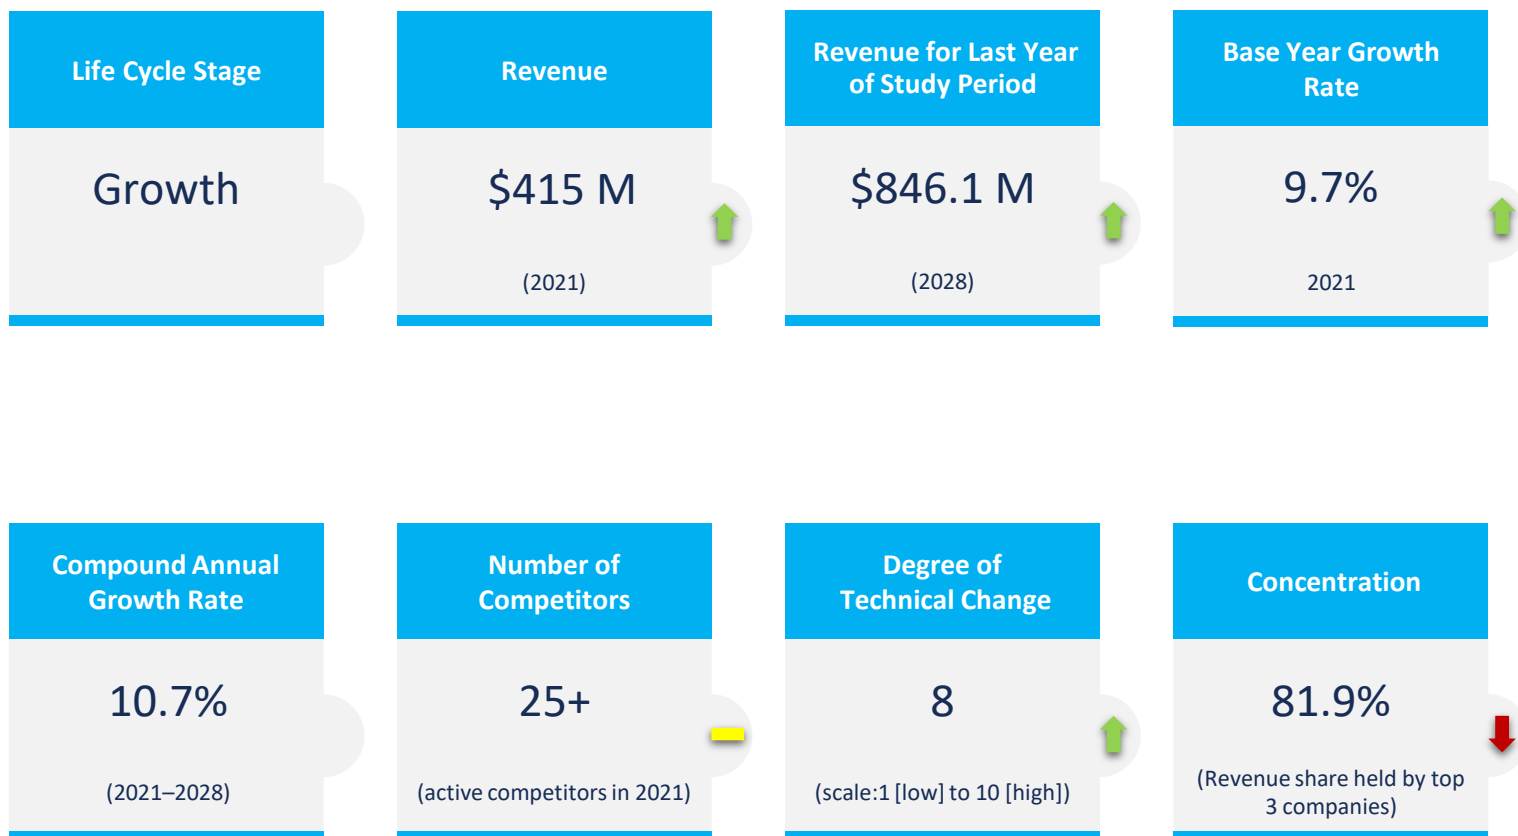 Life Cycle Stage
Growth
Revenue
$415 M
(2021)
Revenue for Last Year
of Study Period
$846.1 M
(2028)
Base Year Growth
Rate
9.7%
2021
Compound Annual
Growth Rate
10.7%
(2021–2028)
Number of
Competitors
25+
(active competitors in 2021)
Degree of
Technical Change
8
(scale:1 [low] to 10 [high])
Concentration
81.9%
(Revenue share held by top
3 companies)